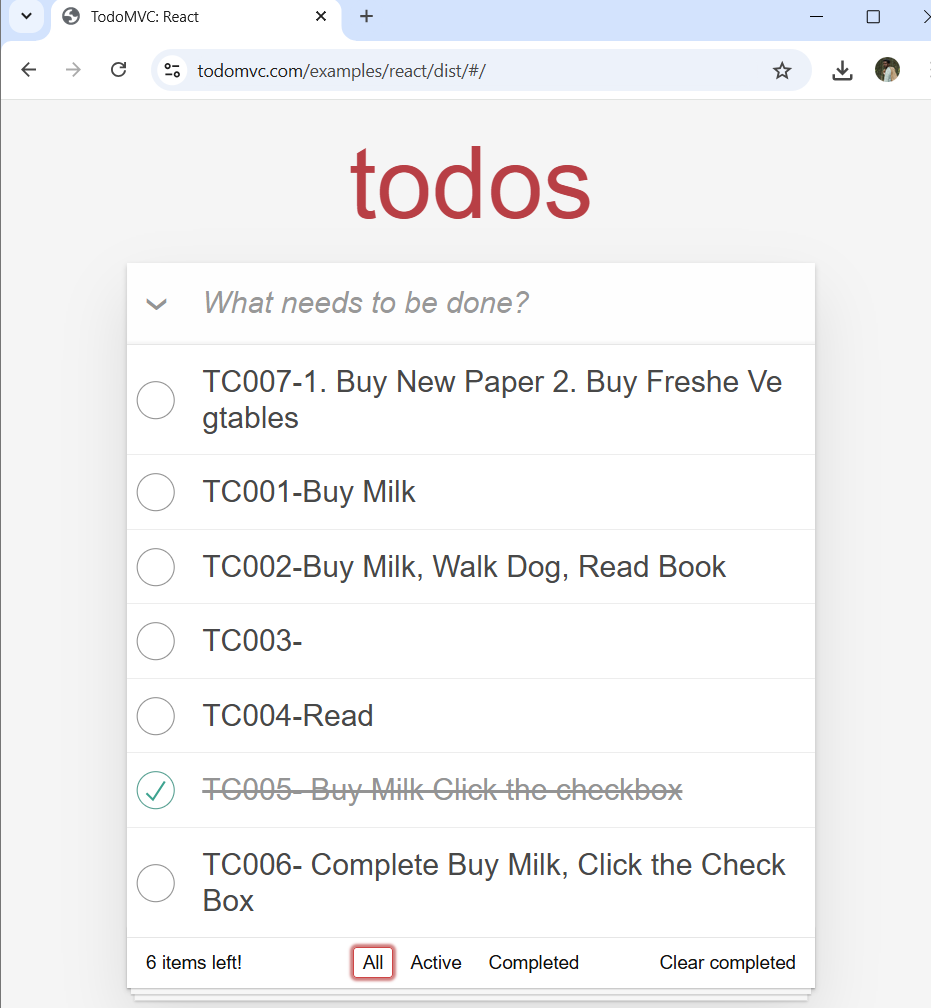 TodoMVC: React
todomvc.com/examples/react/dist/#/
todos
What needs to be done?
TC007-1. Buy New Paper 2. Buy Freshe Ve
gtables
TC001-Buy Milk
TC002-Buy Milk, Walk Dog, Read Book
TC003-
TC004-Read
TC005- Buy Milk Click the checkbox
TC006- Complete Buy Milk, Click the Check
Box
6 items left!
All
Active
Completed
Clear completed